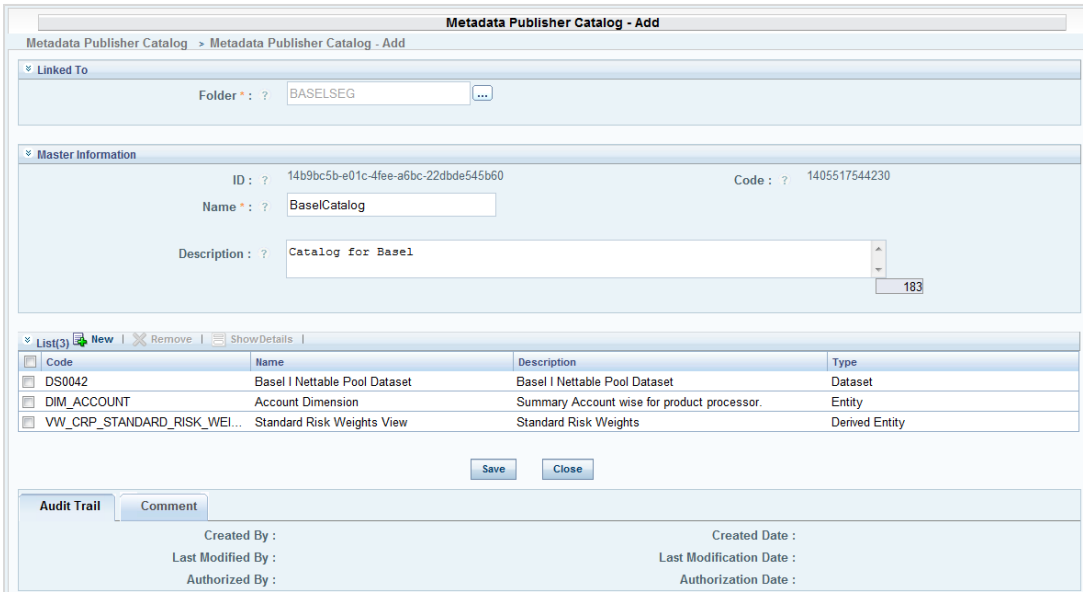 Metadata Publisher Catalog - Add
Metadata Publisher Catalog > Metadata Publisher Catalog - Add
Linked To
Folder * : ? BASELSEG ...
Master Information
ID : ? 14b9bc5b-e01c-4fee-a6bc-22dbde545b60 Code : ? 1405517544230
Name * : ? BaselCatalog
Description : ? Catalog for Basel
183
List(3) New | Remove | ShowDetails |
Code Name Description Type
DS0042 Basel I Nettable Pool Dataset Basel I Nettable Pool Dataset Dataset
DIM_ACCOUNT Account Dimension Summary Account wise for product processor. Entity
VW_CRP_STANDARD_RISK_WEI... Standard Risk Weights View Standard Risk Weights Derived Entity
Save Close
Audit Trail Comment
Created By : Created Date :
Last Modified By : Last Modification Date :
Authorized By : Authorization Date :